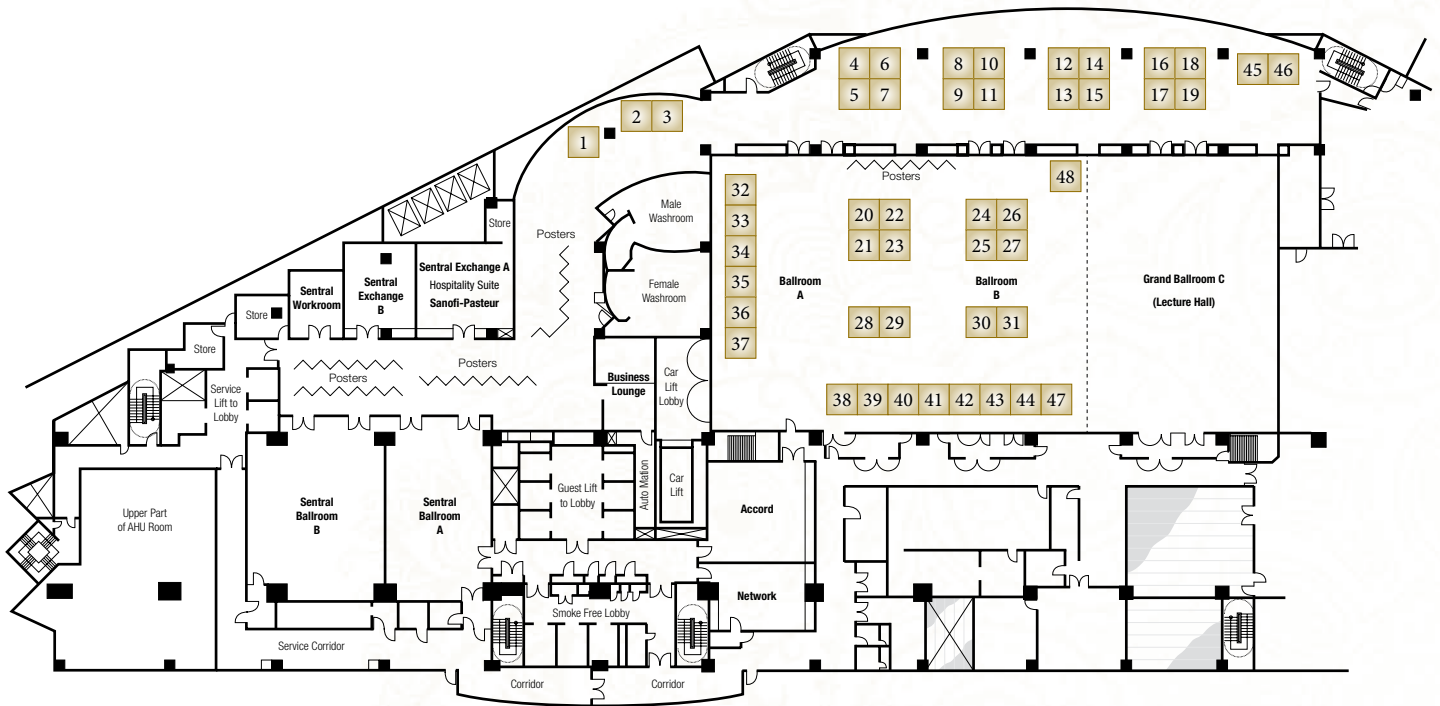 4 6
5 7
8 10
9 11
12 14
13 15
16 18
17 19
45 46
2 3
1
Posters
48
32
33
34
35
36
37
20 22
21 23
24 26
25 27
Ballroom
A
Ballroom
B
Grand Ballroom C
(Lecture Hall)
28 29
30 31
38 39 40 41 42 43 44 47
Male
Washroom
Female
Washroom
Store
Posters
Sentral Exchange A
Hospitality Suite
Sanofi-Pasteur
Sentral
Exchange
B
Sentral
Workroom
Store
Store
Service
Lift to
Lobby
Posters
Posters
Business
Lounge
Car
Lift
Lobby
Upper Part
of AHU Room
Sentral
Ballroom
B
Sentral
Ballroom
A
Guest Lift
to Lobby
Auto Mation
Car
Lift
Accord
Network
Smoke Free Lobby
Service Corridor
Corridor
Corridor